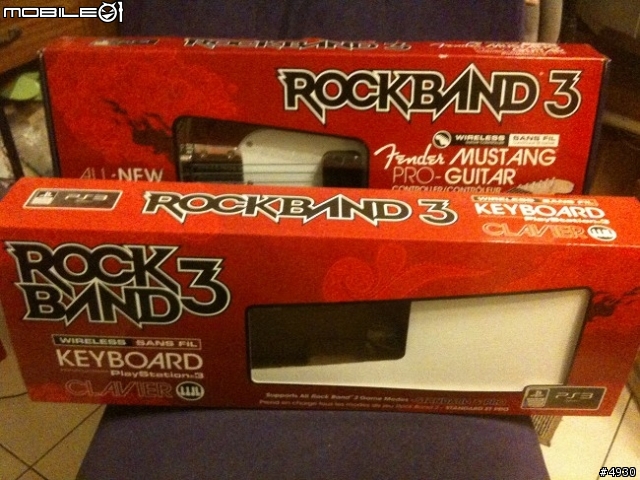 MOBILE01
ROCKBAND 3
WIRELESS SANS FIL
Fender MUSTANG
PRO-GUITAR
CONTROLLER/CONTRÔLEUR
ALL-NEW
PS3
ROCKBAND 3
WIRELESS SANS FIL
KEYBOARD
PlayStation 3
CLAVIER
ROCK BAND 3
WIRELESS SANS FIL
KEYBOARD
PlayStation 3
CLAVIER
Supports All Rock Band 3 Game Modes
PS3
#4930